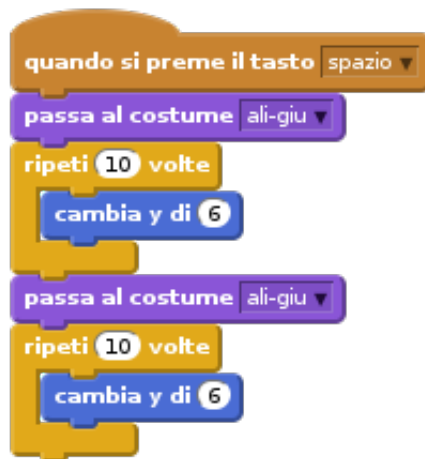 quando si preme il tasto spazio
passa al costume ali-giu
ripeti 10 volte
cambia y di 6
passa al costume ali-giu
ripeti 10 volte
cambia y di 6